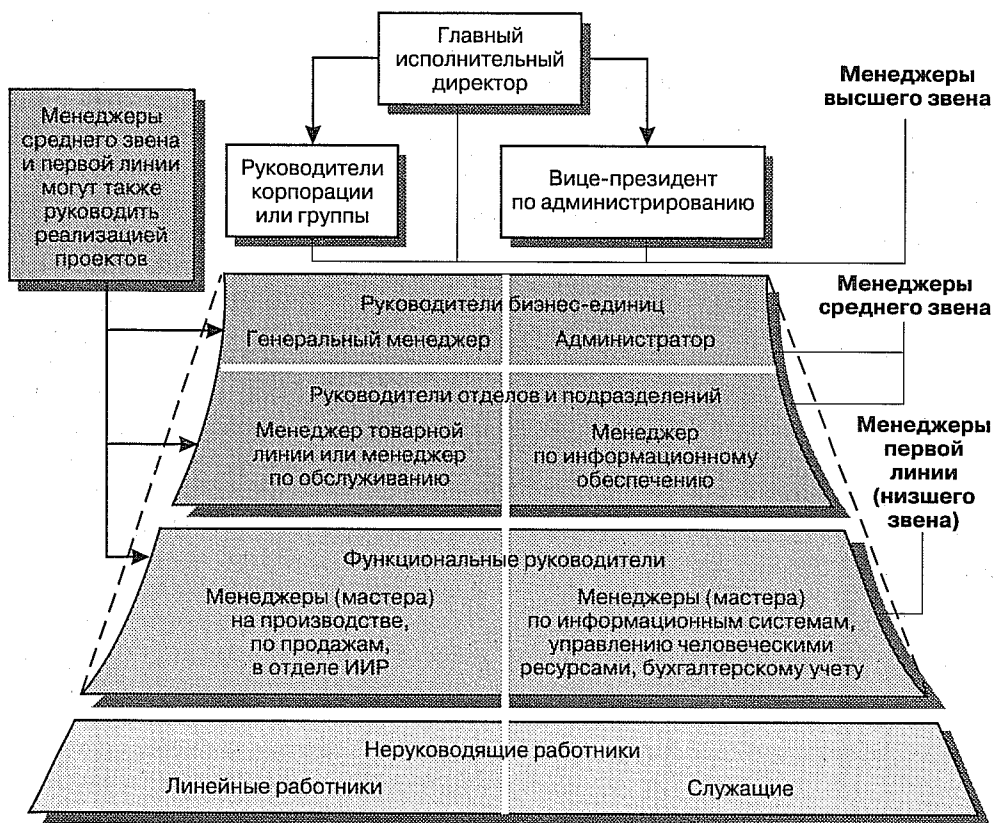 Главный
исполнительный
директор
Менеджеры
высшего звена
Менеджеры
среднего звена
и первой линии
могут также
руководить
реализацией
проектов
Руководители
корпорации
или группы
Вице-президент
по администрированию
Менеджеры
среднего звена
Руководители бизнес-единиц
Генеральный менеджер
Администратор
Руководители отделов и подразделений
Менеджер товарной
линии или менеджер
по обслуживанию
Менеджер
по информационному
обеспечению
Менеджеры
первой
линии
(низшего
звена)
Функциональные руководители
Менеджеры (мастера)
на производстве,
по продажам,
в отделе ИИР
Менеджеры (мастера)
по информационным системам,
управлению человеческими
ресурсами, бухгалтерскому учету
Неруководящие работники
Линейные работники
Служащие